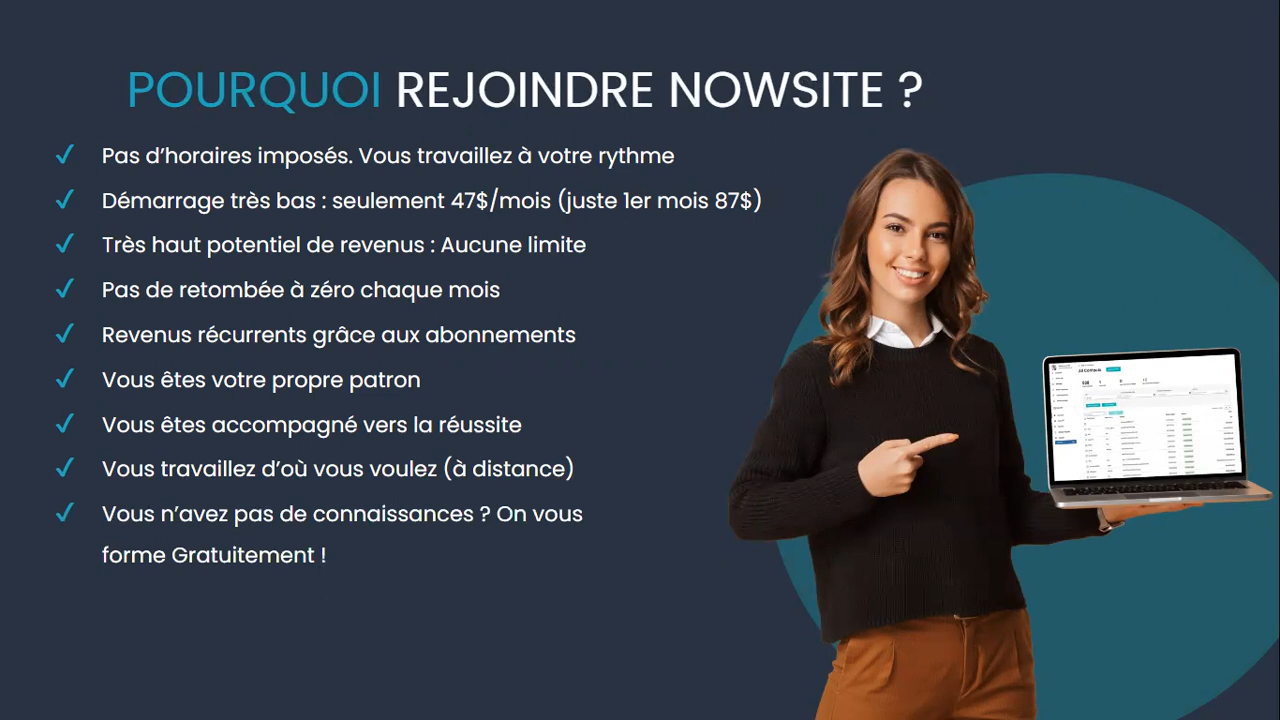 POURQUOI REJOINDRE NOWSITE ?
Pas d’horaires imposés. Vous travaillez à votre rythme
Démarrage très bas : seulement 47$/mois (juste 1er mois 87$)
Très haut potentiel de revenus : Aucune limite
Pas de retombée à zéro chaque mois
Revenus récurrents grâce aux abonnements
Vous êtes votre propre patron
Vous êtes accompagné vers la réussite
Vous travaillez d’où vous voulez (à distance)
Vous n’avez pas de connaissances ? On vous
forme Gratuitement !
All Contacts